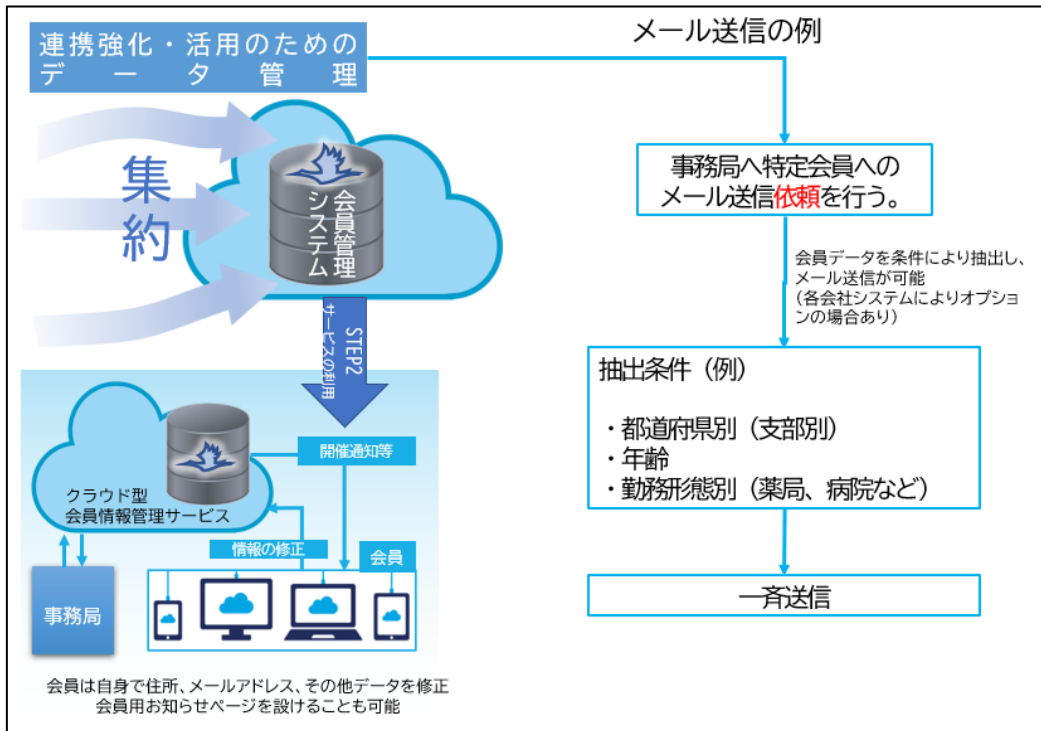 連携強化・活用のための
データ管理
集約
会員管理
システム
STEP2
サービスの利用
クラウド型
会員情報管理サービス
開催通知等
情報の修正
会員
事務局
会員は自身で住所、メールアドレス、その他データを修正
会員用お知らせページを設けることも可能
メール送信の例
事務局へ特定会員への
メール送信依頼を行う。
会員データを条件により抽出し、
メール送信が可能
（各会社システムによりオプショ
ンの場合あり）
抽出条件（例）
・都道府県別（支部別）
・年齢
・勤務形態別（薬局、病院など）
一斉送信